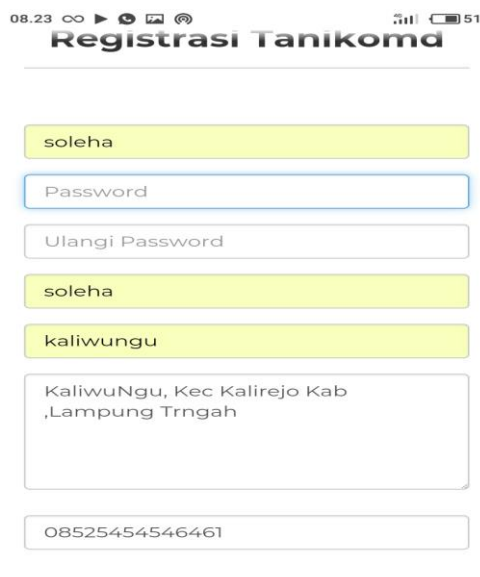 08.23 51
Registrasi Tanikomd
soleha
Password
Ulangi Password
soleha
kaliwungu
KaliwuNgu, Kec Kalirejo Kab
,Lampung Trngah
08525454546461